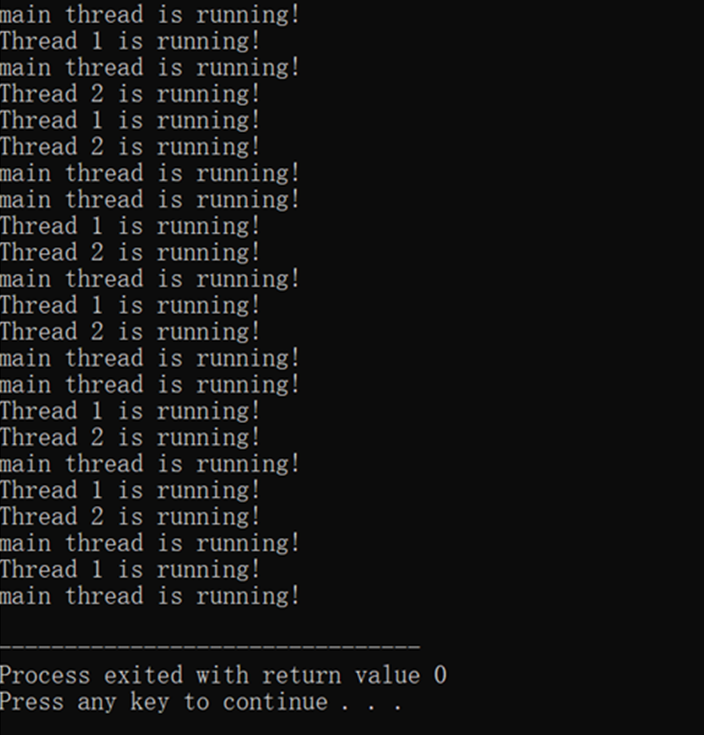 main thread is running!
Thread 1 is running!
main thread is running!
Thread 2 is running!
Thread 1 is running!
Thread 2 is running!
main thread is running!
main thread is running!
Thread 1 is running!
Thread 2 is running!
main thread is running!
Thread 1 is running!
Thread 2 is running!
main thread is running!
main thread is running!
Thread 1 is running!
Thread 2 is running!
main thread is running!
Thread 1 is running!
Thread 2 is running!
main thread is running!
Thread 1 is running!
main thread is running!
--------------------------------
Process exited with return value 0
Press any key to continue . . .